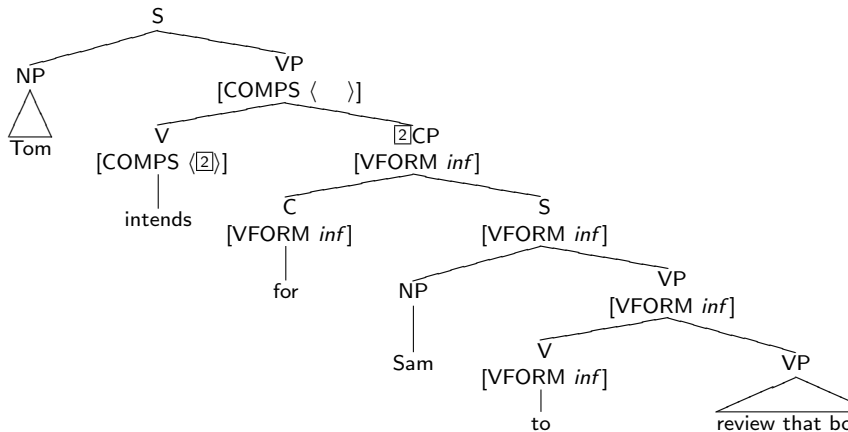 S
NP VP
[COMPS ⟨ ⟩]
Tom
V 2CP
[COMPS ⟨2⟩] [VFORM inf]
intends
C S
[VFORM inf] [VFORM inf]
for
NP VP
[VFORM inf]
Sam
V VP
[VFORM inf]
to review that bo